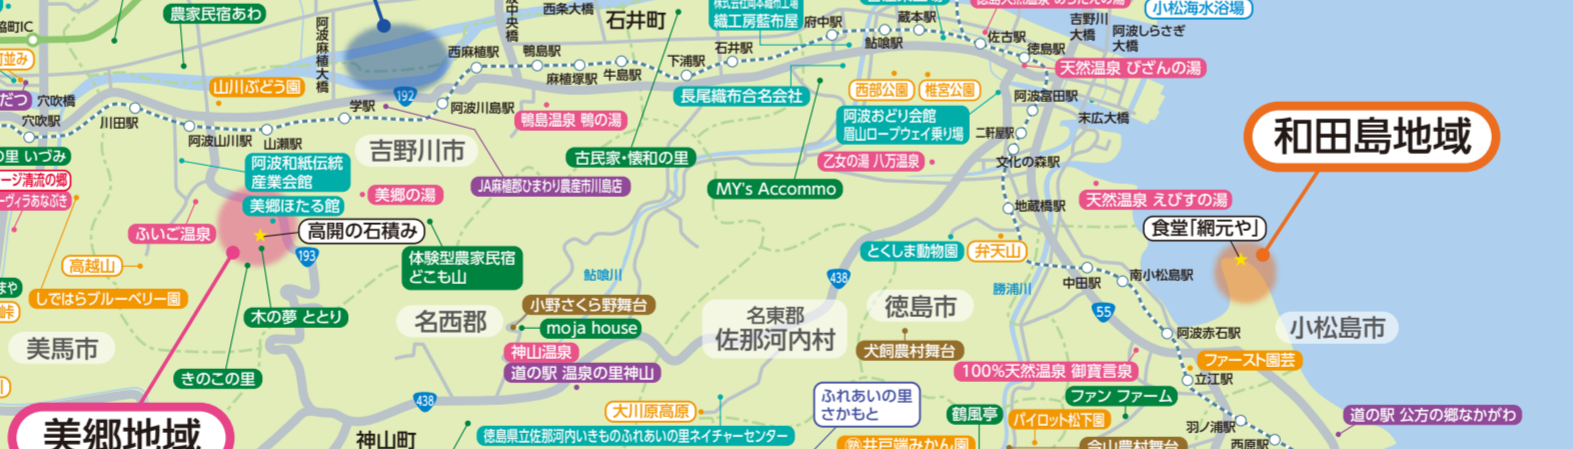 農家民宿あわ
脇町IC
阿波麻植大橋
阿波中央橋
西条大橋
石井町
織工房藍布屋
府中駅
蔵本駅
鮎喰駅
佐古駅
徳島駅
吉野川
大橋
阿波しらさぎ
大橋
小松海水浴場
西麻植駅
鴨島駅
麻植塚駅
牛島駅
下浦駅
石井駅
天然温泉 びざんの湯
山川ぶどう園
192
学駅
阿波川島駅
鴨島温泉 鴨の湯
長尾織布合名会社
西部公園
椎宮公園
阿波富田駅
末広大橋
穴吹橋
穴吹駅
川田駅
阿波山川駅
山瀬駅
吉野川市
古民家・懐和の里
阿波おどり会館
眉山ロープウェイ乗り場
二軒屋駅
乙女の湯 八万温泉
文化の森駅
和田島地域
阿波和紙伝統
産業会館
美郷の湯
美郷ほたる館
JA麻植郡ひまわり農産市川島店
MY's Accommo
地蔵橋駅
天然温泉 えびすの湯
食堂「網元や」
ふいご温泉
高開の石積み
193
体験型農家民宿
どこも山
鮎喰川
438
とくしま動物園
弁天山
勝浦川
中田駅
南小松島駅
高越山
しではらブルーベリー園
木の夢 ととり
名西郡
小野さくら野舞台
moja house
名東郡
佐那河内村
徳島市
55
阿波赤石駅
小松島市
美馬市
きのこの里
神山温泉
道の駅 温泉の里神山
犬飼農村舞台
100%天然温泉 御寳言泉
ファースト園芸
立江駅
美郷地域
438
神山町
大川原高原
徳島県立佐那河内いきものふれあいの里ネイチャーセンター
ふれあいの里
さかもと
鶴風亭
ファン ファーム
パイロット松下園
井戸端みかん園
羽ノ浦駅
西原駅
道の駅 公方の郷なかがわ